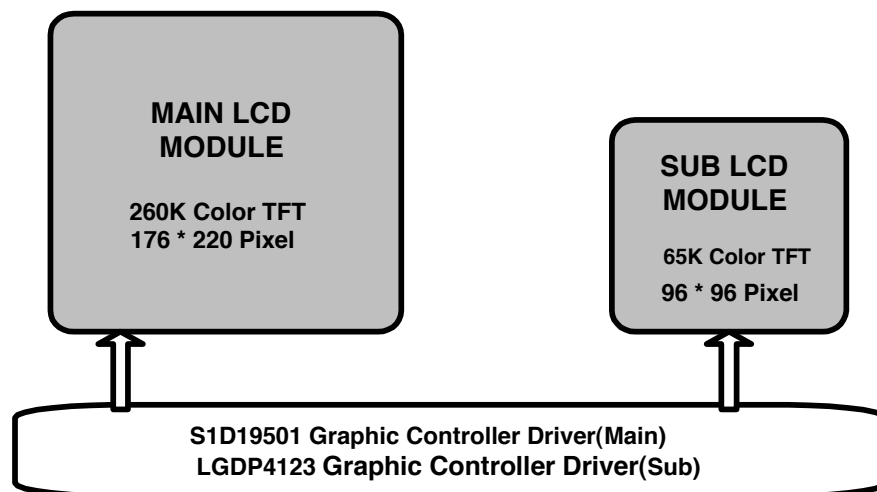 MAIN LCD
MODULE
260K Color TFT
176 * 220 Pixel
SUB LCD
MODULE
65K Color TFT
96 * 96 Pixel
S1D19501 Graphic Controller Driver(Main)
LGDP4123 Graphic Controller Driver(Sub)